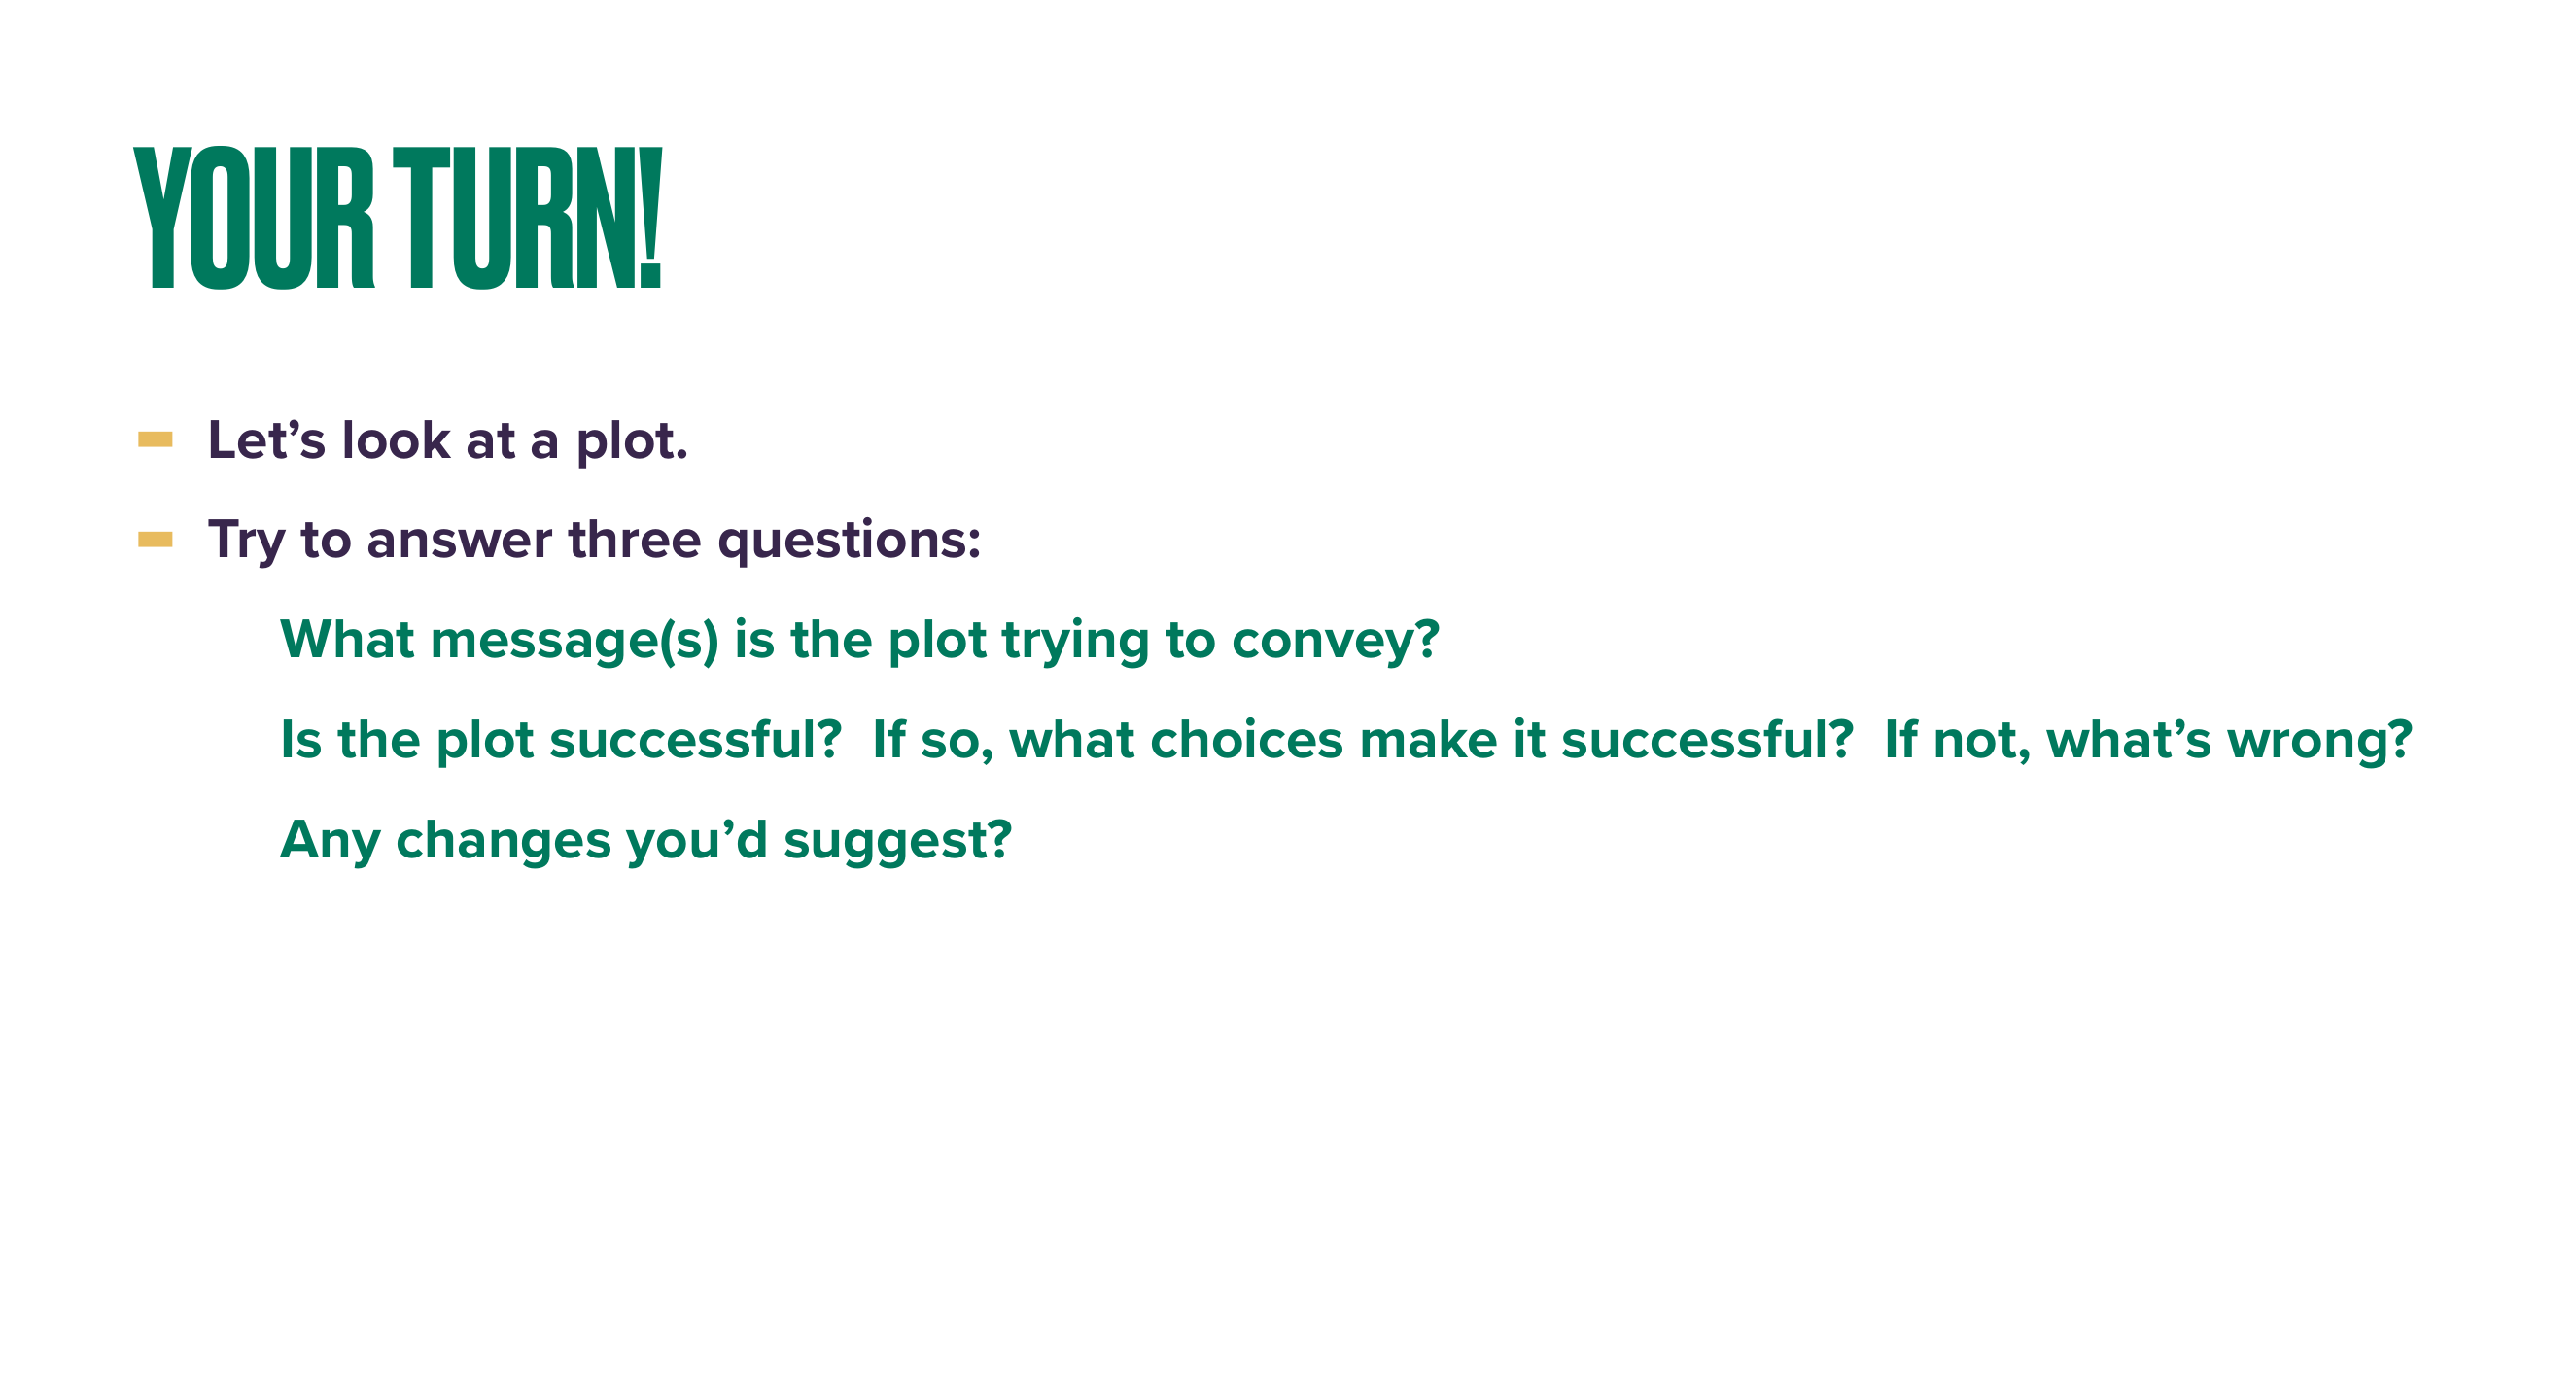 YOUR TURN!
Let’s look at a plot.
Try to answer three questions:
What message(s) is the plot trying to convey?
Is the plot successful?  If so, what choices make it successful?  If not, what’s wrong?
Any changes you’d suggest?